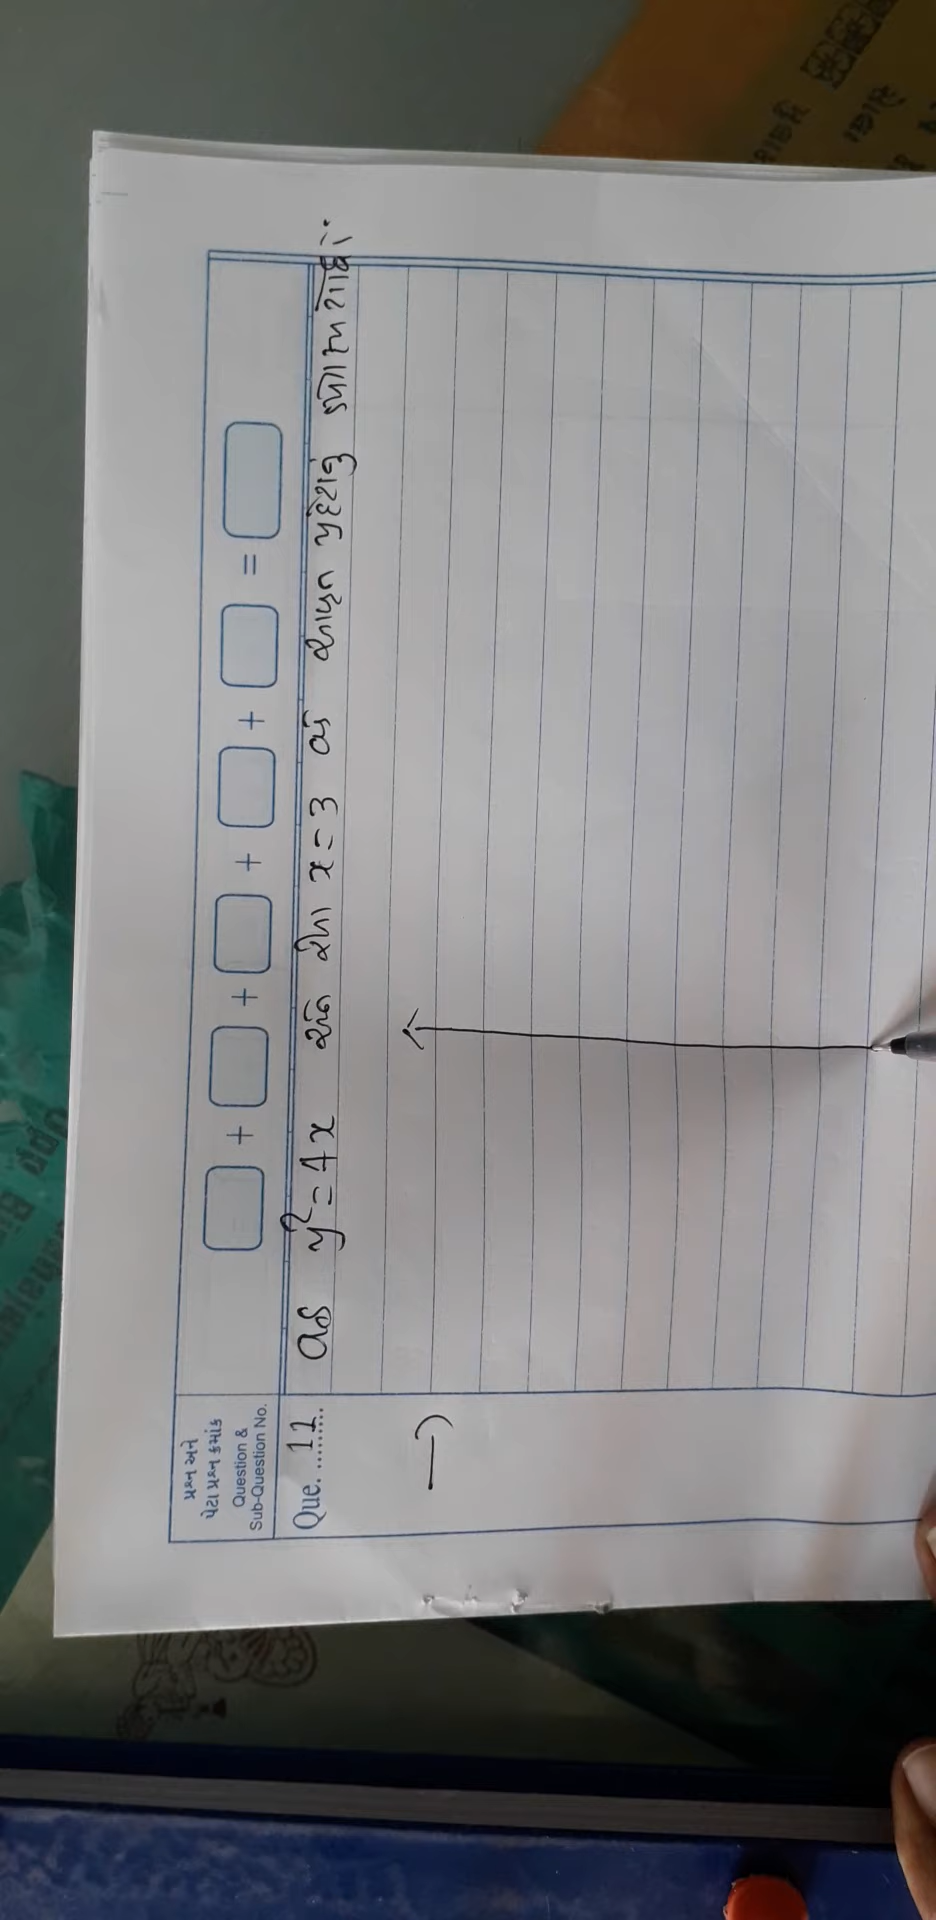 પ્રશ્ન અને
પેટા પ્રશ્ન ક્રમાંક
Question &
Sub-Question No.
+ + + + + =
Que. ..11..
વક્ર y² = 4x અને રેખા x = 3 વડે આવૃત પ્રદેશનું ક્ષેત્રફળ શોધો:
→